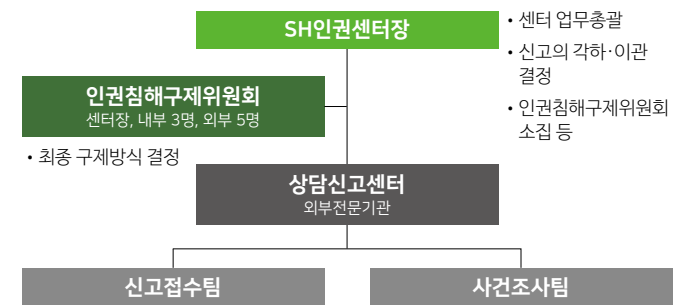 SH인권센터장
• 센터 업무총괄
• 신고의 각하·이관
결정
• 인권침해구제위원회
소집 등
인권침해구제위원회
센터장, 내부 3명, 외부 5명
• 최종 구제방식 결정
상담신고센터
외부전문기관
신고접수팀
사건조사팀